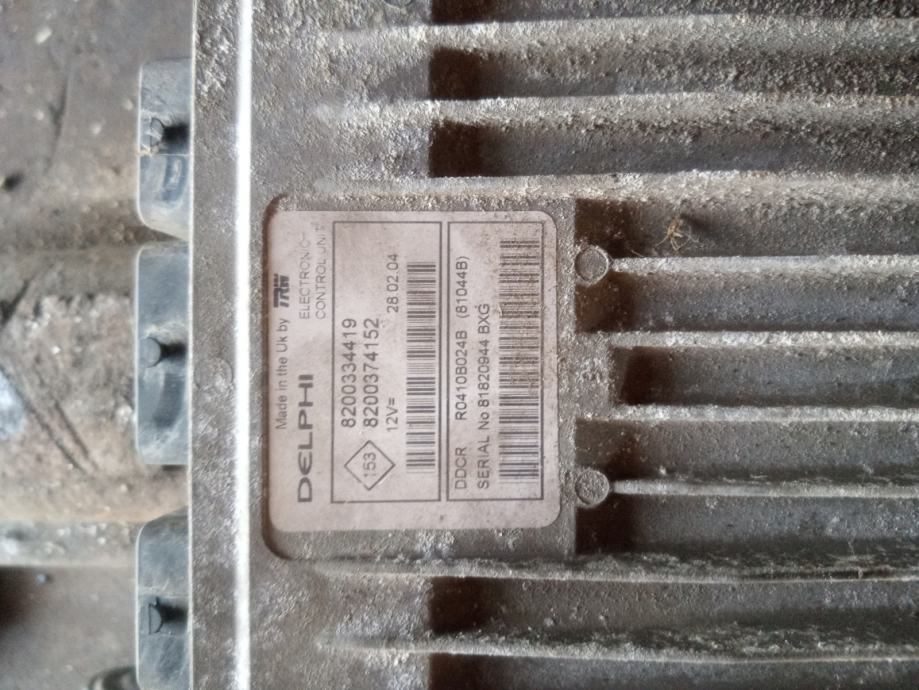 Made in the Uk by TRW
DELPHI
ELECTRONIC
CONTROL UNIT
8200334419
8200374152
153
12V=
28.02.04
DDCR R0410B024B (81044B)
SERIAL No 81820944 BXG